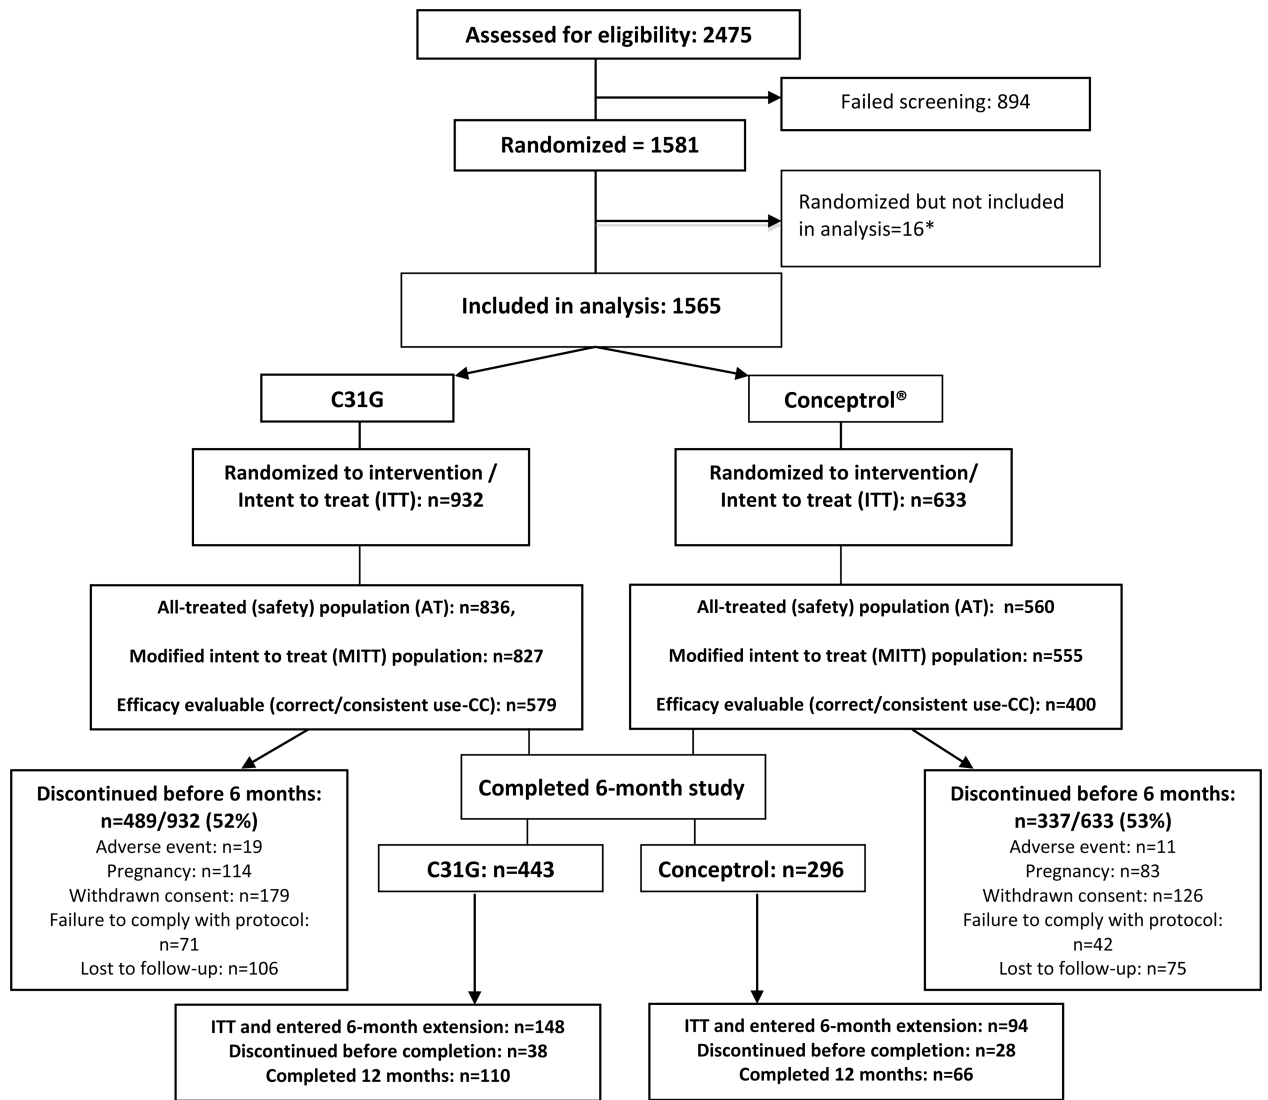 Assessed for eligibility: 2475
Failed screening: 894
Randomized = 1581
Randomized but not included
in analysis=16*
Included in analysis: 1565
C31G
Conceptrol®
Randomized to intervention /
Intent to treat (ITT): n=932
Randomized to intervention/
Intent to treat (ITT): n=633
All-treated (safety) population (AT): n=836,
Modified intent to treat (MITT) population: n=827
Efficacy evaluable (correct/consistent use-CC): n=579
All-treated (safety) population (AT): n=560
Modified intent to treat (MITT) population: n=555
Efficacy evaluable (correct/consistent use-CC): n=400
Discontinued before 6 months:
n=489/932 (52%)
Adverse event: n=19
Pregnancy: n=114
Withdrawn consent: n=179
Failure to comply with protocol:
n=71
Lost to follow-up: n=106
Completed 6-month study
C31G: n=443
Conceptrol: n=296
Discontinued before 6 months:
n=337/633 (53%)
Adverse event: n=11
Pregnancy: n=83
Withdrawn consent: n=126
Failure to comply with protocol:
n=42
Lost to follow-up: n=75
ITT and entered 6-month extension: n=148
Discontinued before completion: n=38
Completed 12 months: n=110
ITT and entered 6-month extension: n=94
Discontinued before completion: n=28
Completed 12 months: n=66